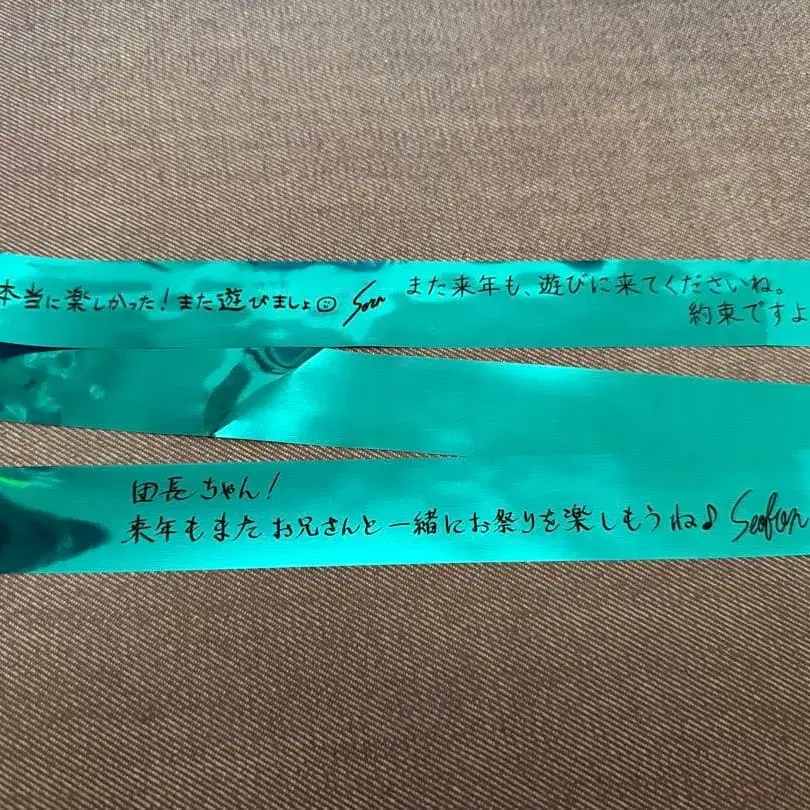 本当に楽しかった！また遊びましょ☺ Soru
また来年も、遊びに来てくださいね。
約束ですよ
団長ちゃん！
来年もまたお兄さんと一緒にお祭りを楽しもうね♪ Seofon